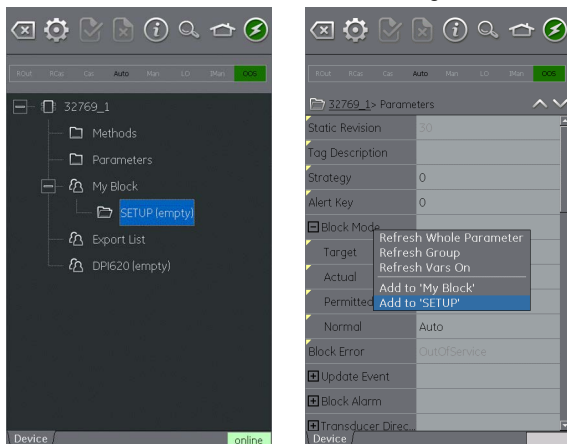 ROut RCas Cas Auto Man LO IMan OOS
32769_1
Methods
Parameters
My Block
SETUP (empty)
Export List
DPI620 (empty)
Device
online
ROut RCas Cas Auto Man LO IMan OOS
32769_1> Parameters
Static Revision 30
Tag Description
Strategy 0
Alert Key 0
Block Mode
Target
Actual
Permitted
Normal Auto
Refresh Whole Parameter
Refresh Group
Refresh Vars On
Add to 'My Block'
Add to 'SETUP'
Block Error OutOfService
Update Event
Block Alarm
Transducer Direc...
Device